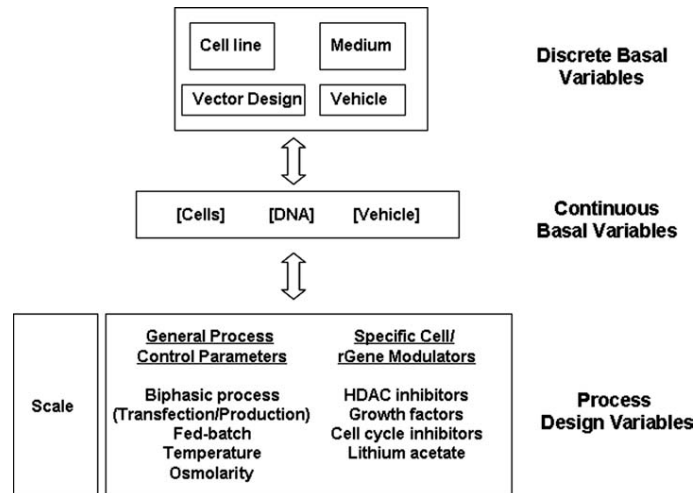 Cell line
Medium
Vector Design
Vehicle
Discrete Basal
Variables
[Cells] [DNA] [Vehicle]
Continuous
Basal Variables
Scale
General Process
Control Parameters
Biphasic process
(Transfection/Production)
Fed-batch
Temperature
Osmolarity
Specific Cell/
rGene Modulators
HDAC inhibitors
Growth factors
Cell cycle inhibitors
Lithium acetate
Process
Design Variables